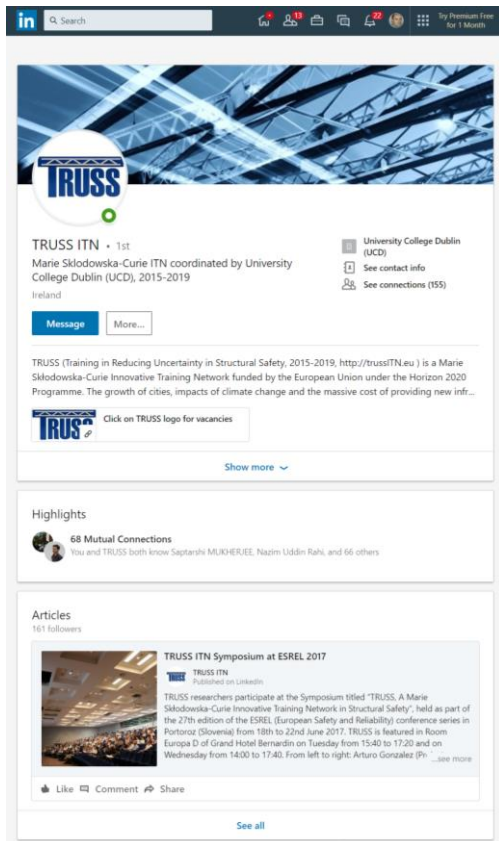 in
Search
13
22
Try Premium Free
for 1 Month
TRUSS
TRUSS ITN • 1st
Marie Sklodowska-Curie ITN coordinated by University
College Dublin (UCD), 2015-2019
Ireland
University College Dublin
(UCD)
See contact info
See connections (155)
Message
More...
TRUSS (Training in Reducing Uncertainty in Structural Safety, 2015-2019, http://trussITN.eu ) is a Marie
Skłodowska-Curie Innovative Training Network funded by the European Union under the Horizon 2020
Programme. The growth of cities, impacts of climate change and the massive cost of providing new infr...
TRUSS
Click on TRUSS logo for vacancies
Show more
Highlights
68 Mutual Connections
You and TRUSS both know Saptarshi MUKHERJEE, Nazim Uddin Rahi, and 66 others
Articles
161 followers
TRUSS ITN Symposium at ESREL 2017
TRUSS
TRUSS ITN
Published on LinkedIn
TRUSS researchers participate at the Symposium titled "TRUSS, A Marie
Skłodowska-Curie Innovative Training Network in Structural Safety", held as part of
the 27th edition of the ESREL (European Safety and Reliability) conference series in
Portoroz (Slovenia) from 18th to 22nd June 2017. TRUSS is featured in Room
Europa D of Grand Hotel Bernardin on Tuesday from 15:40 to 17:20 and on
Wednesday from 14:00 to 17:40. From left to right: Arturo Gonzalez (Pr ...see more
Like
Comment
Share
See all